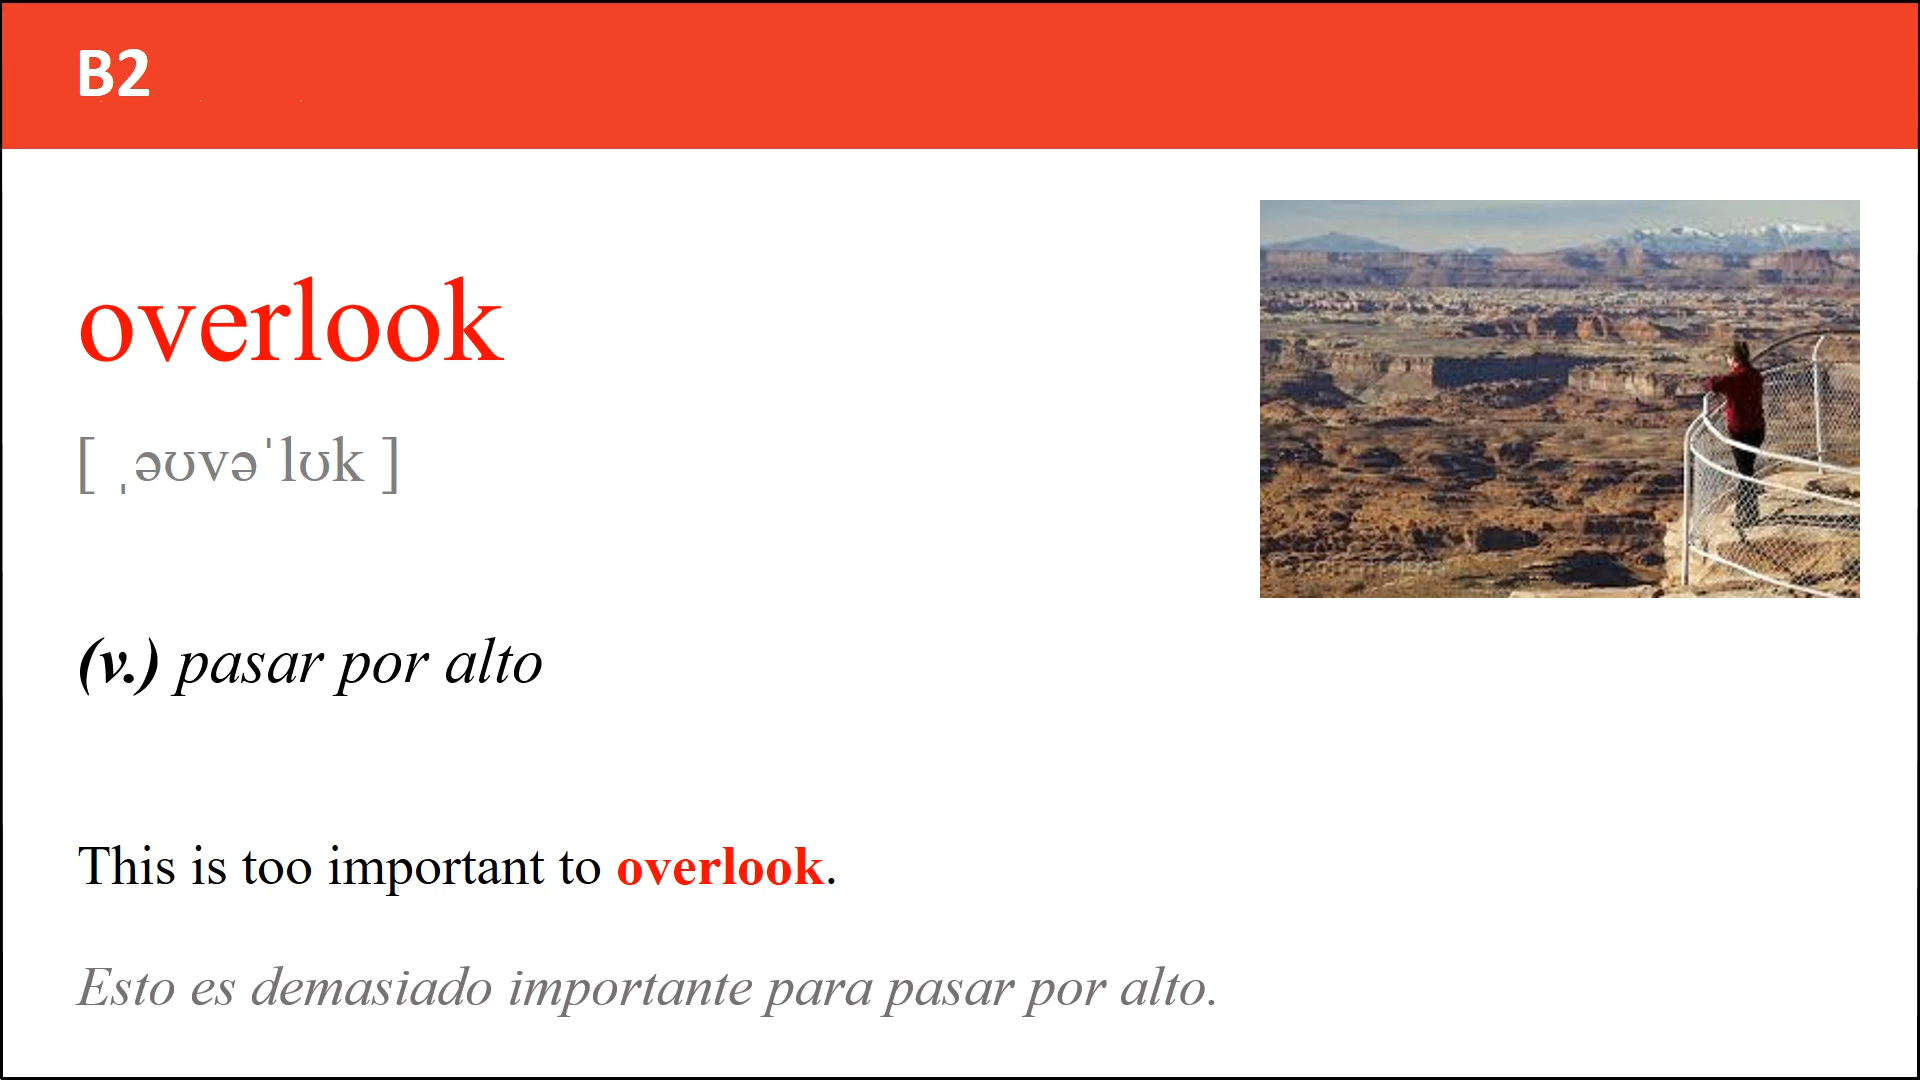 B2
overlook
[ ˌəʊvəˈlʊk ]
(v.) pasar por alto
This is too important to overlook.
Esto es demasiado importante para pasar por alto.